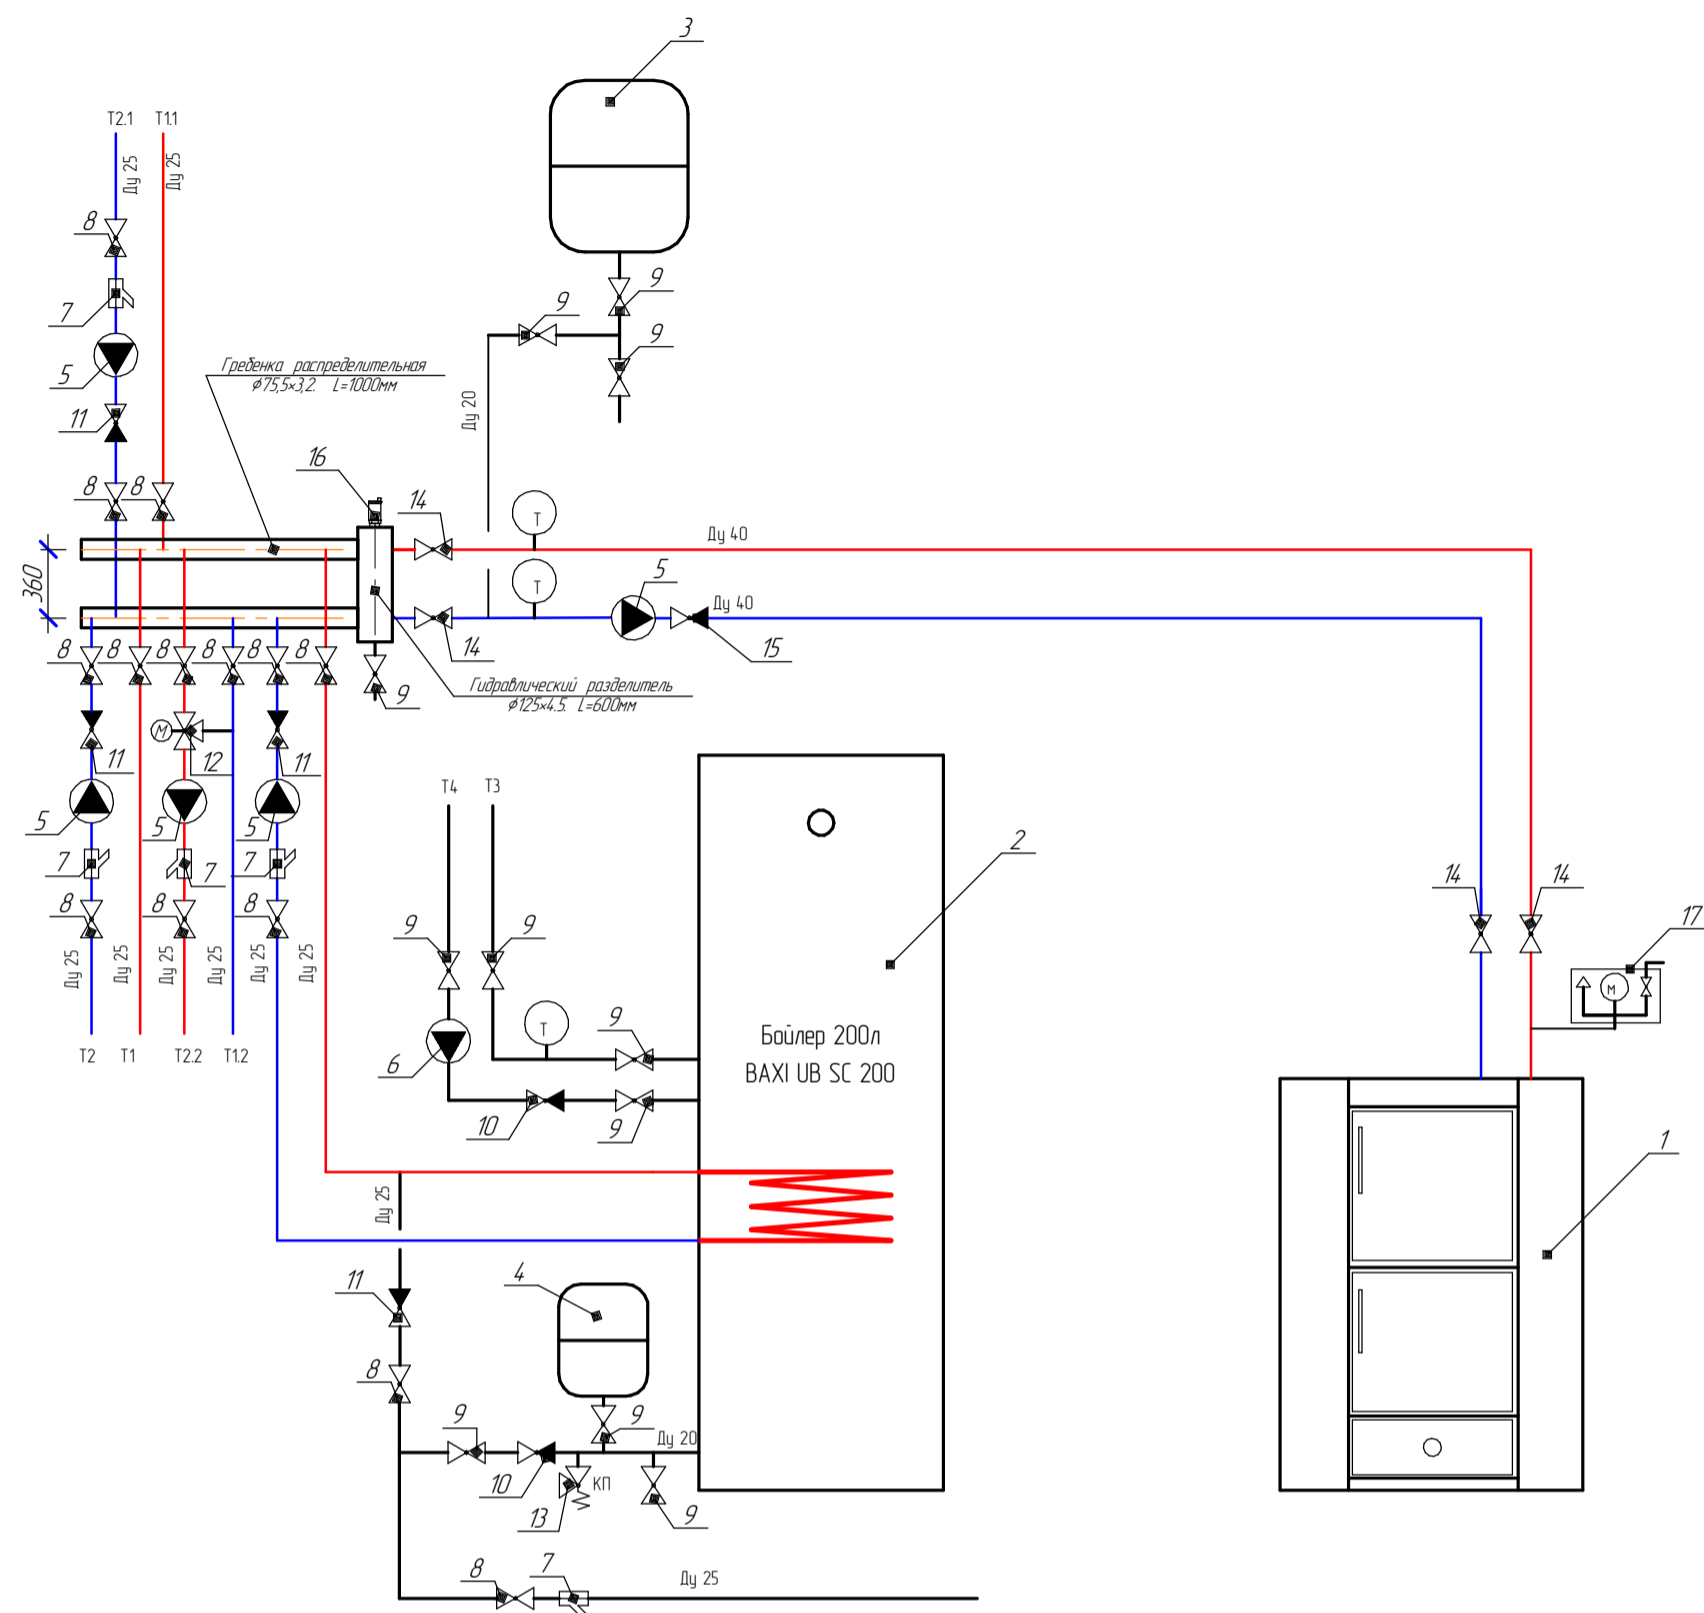 3
T2.1 T1.1
Ду 25
Ду 25
8
9
9
7
9
Гребенка распределительная
φ75,5×3,2. L=1000мм
5
Ду 20
11
16
8 8
14
T
Ду 40
360
T
5
Ду 40
14
15
8 8 8 8 8 8
9
Гидравлический разделитель
φ125×4.5. L=600мм
M
11 12 11
T4 T3
5 5 5
2
7 7 7
14 14
8 8 8
9 9
17
Ду 25 Ду 25 Ду 25 Ду 25 Ду 25 Ду 25
M
T
9
Бойлер 200л
T2 T1 T2.2 T1.2
6
BAXI UB SC 200
10 9
1
Ду 25
11
4
8
9
9
Ду 20
10
КП
13
9
8 7
Ду 25